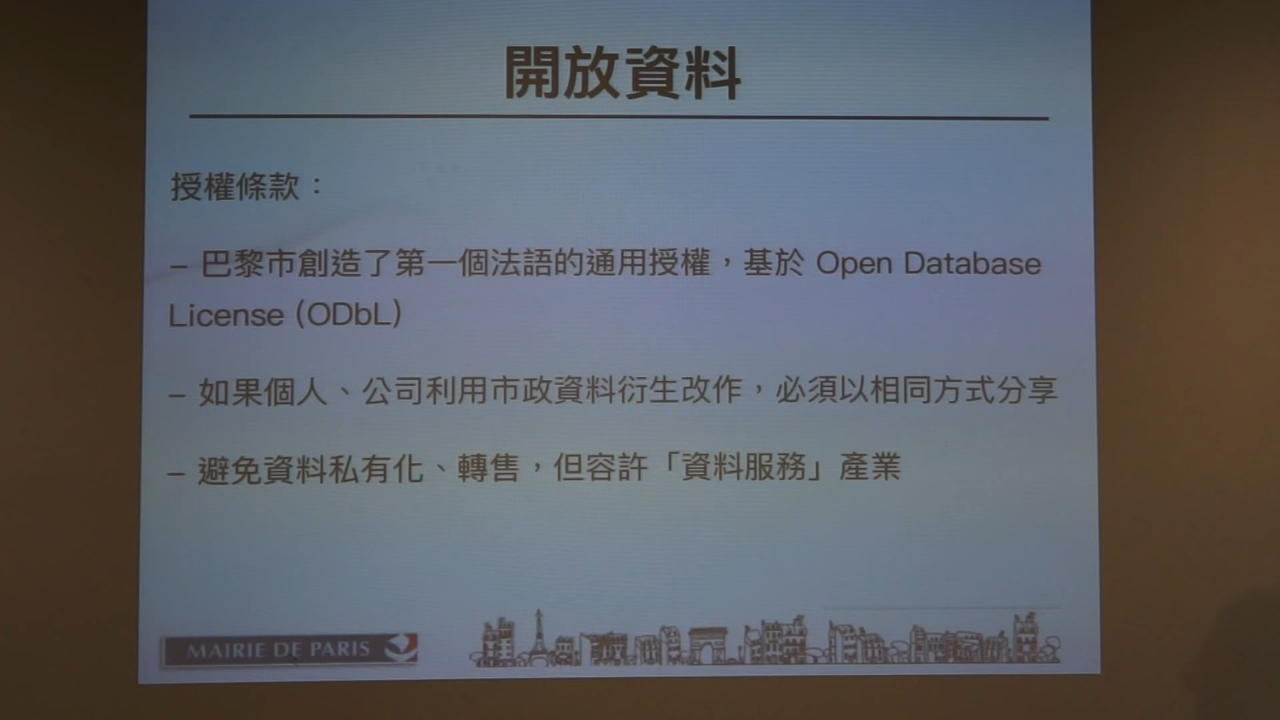 開放資料
授權條款：
– 巴黎市創造了第一個法語的通用授權，基於 Open Database
License (ODbL)
– 如果個人、公司利用市政資料衍生改作，必須以相同方式分享
– 避免資料私有化、轉售，但容許「資料服務」產業
MAIRIE DE PARIS